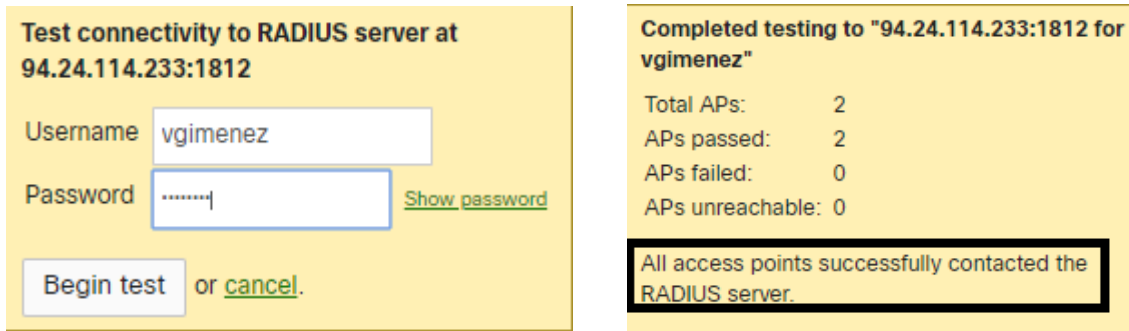 Test connectivity to RADIUS server at
94.24.114.233:1812
Username vgimenez
Password ········ Show password
Begin test or cancel.
Completed testing to "94.24.114.233:1812 for
vgimenez"
Total APs: 2
APs passed: 2
APs failed: 0
APs unreachable: 0
All access points successfully contacted the
RADIUS server.